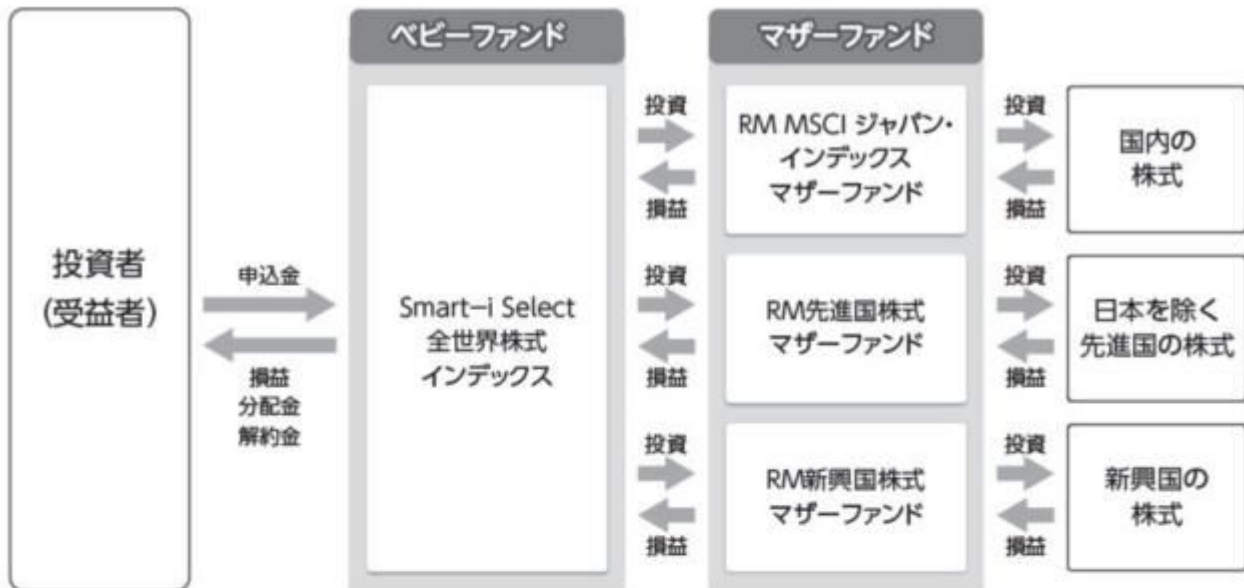 ベビーファンド
マザーファンド
投資者
(受益者)
申込金
損益
分配金
解約金
Smart-i Select
全世界株式
インデックス
投資
損益
RM MSCI ジャパン・
インデックス
マザーファンド
投資
損益
国内の
株式
投資
損益
RM先進国株式
マザーファンド
投資
損益
日本を除く
先進国の株式
投資
損益
RM新興国株式
マザーファンド
投資
損益
新興国の
株式